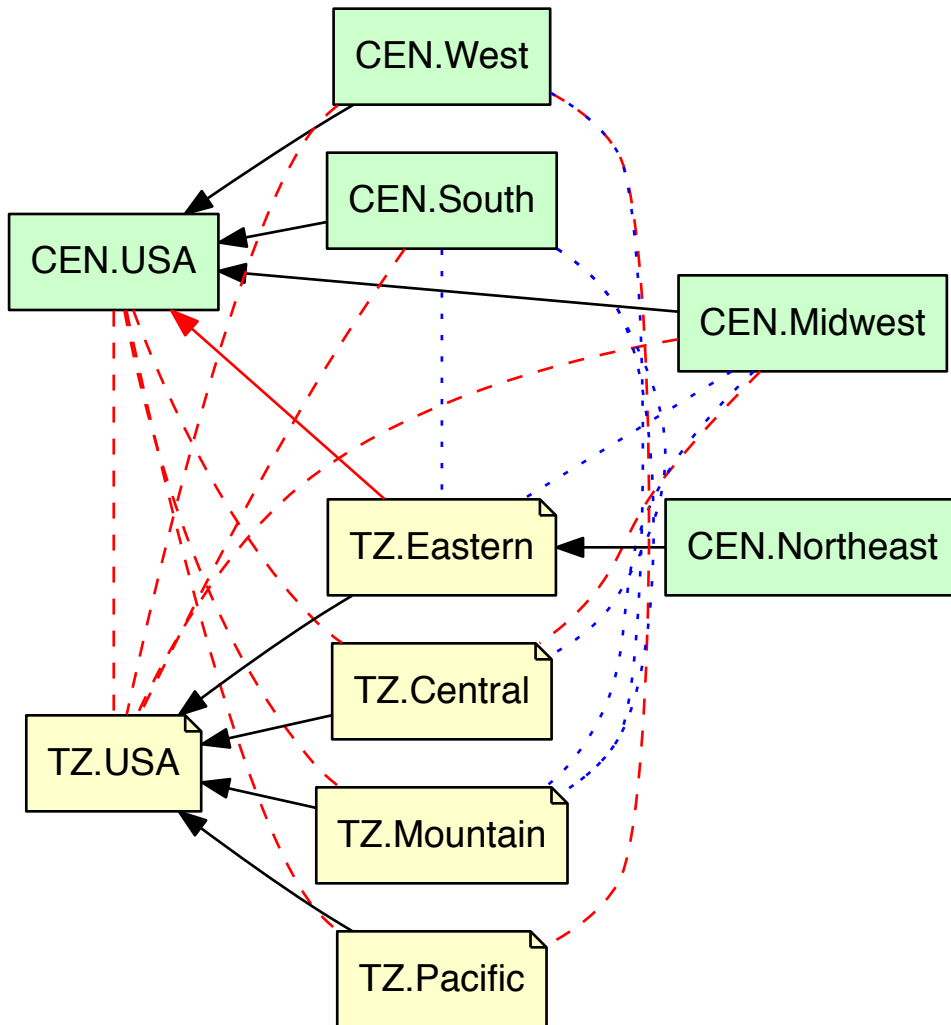 CEN.West
CEN.South
CEN.USA
CEN.Midwest
TZ.Eastern
CEN.Northeast
TZ.Central
TZ.USA
TZ.Mountain
TZ.Pacific